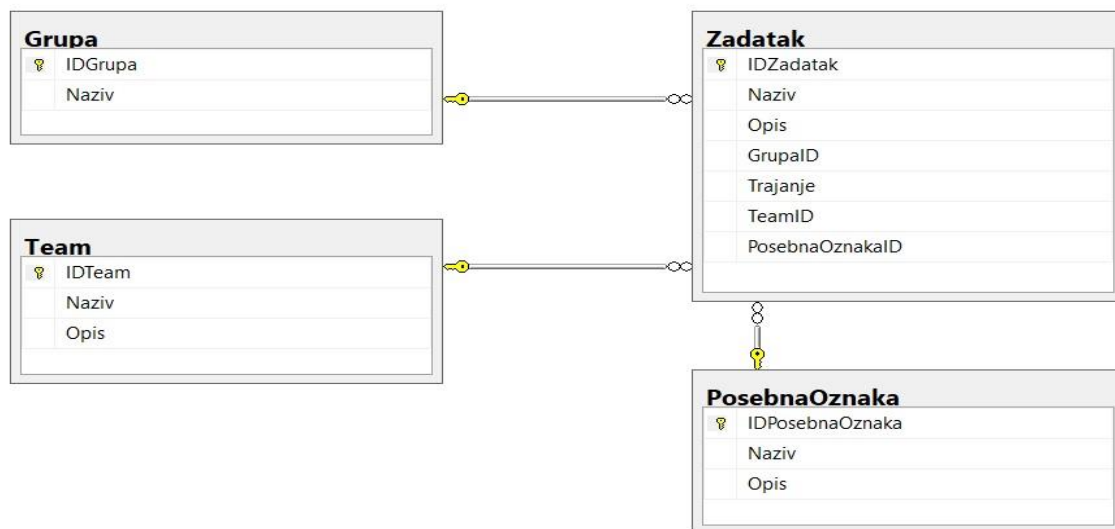 Grupa
IDGrupa
Naziv
Zadatak
IDZadatak
Naziv
Opis
GrupaID
Trajanje
TeamID
PosebnaOznakaID
Team
IDTeam
Naziv
Opis
PosebnaOznaka
IDPosebnaOznaka
Naziv
Opis